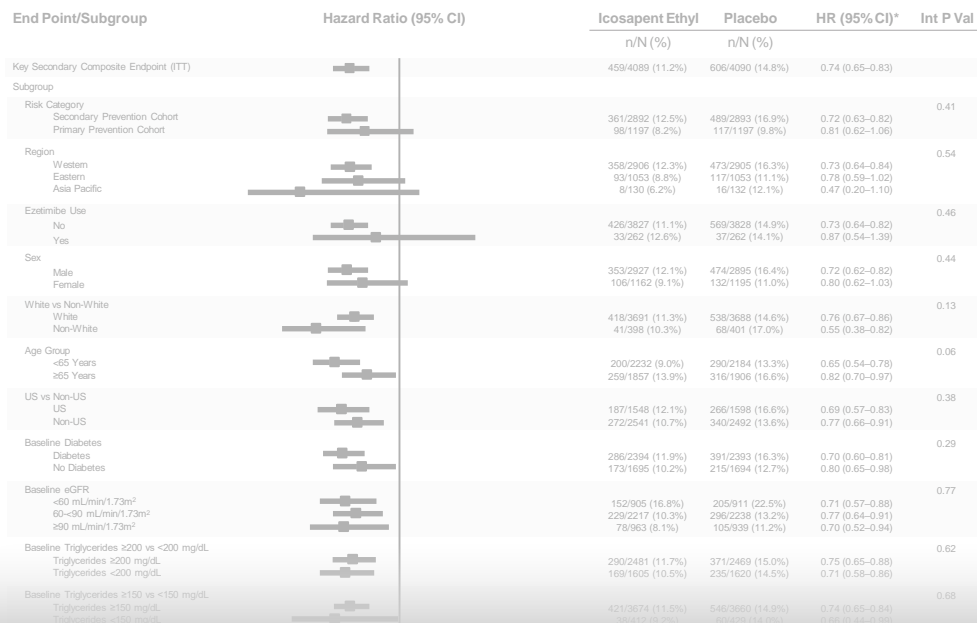 End Point/Subgroup Hazard Ratio (95% CI) Icosapent Ethyl Placebo HR (95% CI)* Int P Val
n/N (%) n/N (%)
Key Secondary Composite Endpoint (ITT) 459/4089 (11.2%) 606/4090 (14.8%) 0.74 (0.65–0.83)
Subgroup
Risk Category 0.41
Secondary Prevention Cohort 361/2892 (12.5%) 489/2893 (16.9%) 0.72 (0.63–0.82)
Primary Prevention Cohort 98/1197 (8.2%) 117/1197 (9.8%) 0.81 (0.62–1.06)
Region 0.54
Western 358/2906 (12.3%) 473/2905 (16.3%) 0.73 (0.64–0.84)
Eastern 93/1053 (8.8%) 117/1053 (11.1%) 0.78 (0.59–1.02)
Asia Pacific 8/130 (6.2%) 16/132 (12.1%) 0.47 (0.20–1.10)
Ezetimibe Use 0.46
No 426/3827 (11.1%) 569/3828 (14.9%) 0.73 (0.64–0.82)
Yes 33/262 (12.6%) 37/262 (14.1%) 0.87 (0.54–1.39)
Sex 0.44
Male 353/2927 (12.1%) 474/2895 (16.4%) 0.72 (0.62–0.82)
Female 106/1162 (9.1%) 132/1195 (11.0%) 0.80 (0.62–1.03)
White vs Non-White 0.13
White 418/3691 (11.3%) 538/3688 (14.6%) 0.76 (0.67–0.86)
Non-White 41/398 (10.3%) 68/401 (17.0%) 0.55 (0.38–0.82)
Age Group 0.06
<65 Years 200/2232 (9.0%) 290/2184 (13.3%) 0.65 (0.54–0.78)
≥65 Years 259/1857 (13.9%) 316/1906 (16.6%) 0.82 (0.70–0.97)
US vs Non-US 0.38
US 187/1548 (12.1%) 266/1598 (16.6%) 0.69 (0.57–0.83)
Non-US 272/2541 (10.7%) 340/2492 (13.6%) 0.77 (0.66–0.91)
Baseline Diabetes 0.29
Diabetes 286/2394 (11.9%) 391/2393 (16.3%) 0.70 (0.60–0.81)
No Diabetes 173/1695 (10.2%) 215/1694 (12.7%) 0.80 (0.65–0.98)
Baseline eGFR 0.77
<60 mL/min/1.73m² 152/905 (16.8%) 205/911 (22.5%) 0.71 (0.57–0.88)
60-<90 mL/min/1.73m² 229/2217 (10.3%) 296/2238 (13.2%) 0.77 (0.64–0.91)
≥90 mL/min/1.73m² 78/963 (8.1%) 105/939 (11.2%) 0.70 (0.52–0.94)
Baseline Triglycerides ≥200 vs <200 mg/dL 0.62
Triglycerides ≥200 mg/dL 290/2481 (11.7%) 371/2469 (15.0%) 0.75 (0.65–0.88)
Triglycerides <200 mg/dL 169/1605 (10.5%) 235/1620 (14.5%) 0.71 (0.58–0.86)
Baseline Triglycerides ≥150 vs <150 mg/dL 0.68
Triglycerides ≥150 mg/dL 421/3674 (11.5%) 546/3660 (14.9%) 0.74 (0.65–0.84)
Triglycerides <150 mg/dL